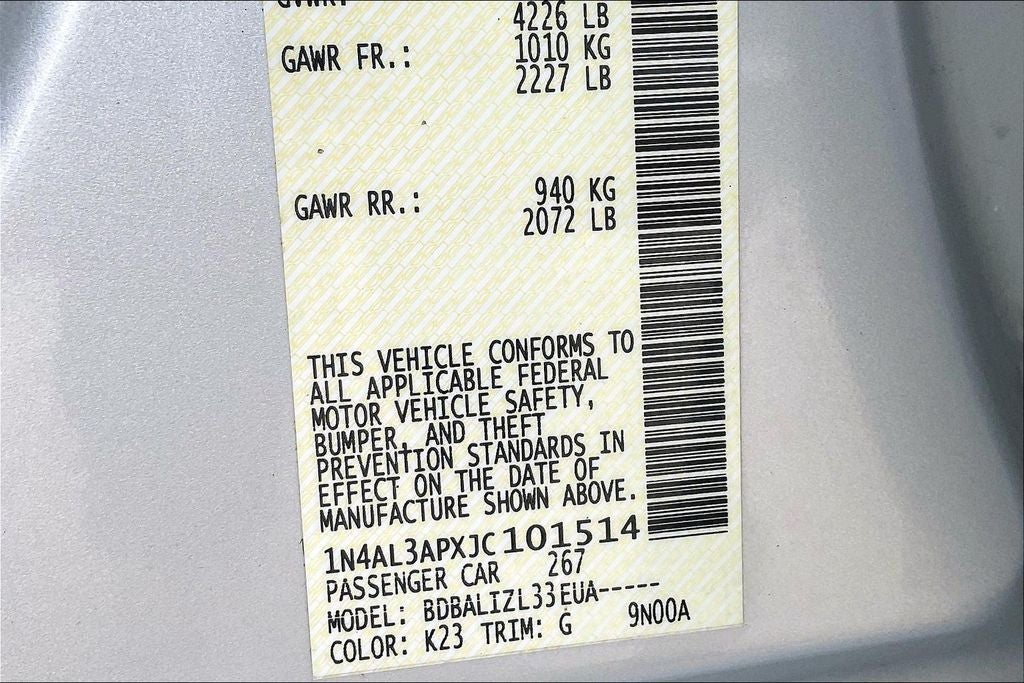 GVWR:
4226 LB
GAWR FR.: 1010 KG
2227 LB
GAWR RR.: 940 KG
2072 LB
THIS VEHICLE CONFORMS TO
ALL APPLICABLE FEDERAL
MOTOR VEHICLE SAFETY,
BUMPER, AND THEFT
PREVENTION STANDARDS IN
EFFECT ON THE DATE OF
MANUFACTURE SHOWN ABOVE.
1N4AL3APXJC101514
PASSENGER CAR 267
MODEL: BDBALIZL33EUA-----
COLOR: K23 TRIM: G 9N00A